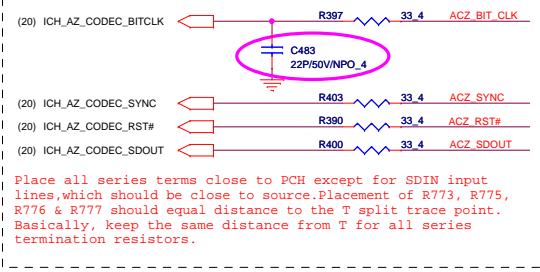 (20) ICH_AZ_CODEC_BITCLK R397 33_4 ACZ_BIT_CLK
C483
22P/50V/NPO_4
(20) ICH_AZ_CODEC_SYNC R403 33_4 ACZ_SYNC
(20) ICH_AZ_CODEC_RST# R390 33_4 ACZ_RST#
(20) ICH_AZ_CODEC_SDOUT R400 33_4 ACZ_SDOUT
Place all series terms close to PCH except for SDIN input
lines,which should be close to source.Placement of R773, R775,
R776 & R777 should equal distance to the T split trace point.
Basically, keep the same distance from T for all series
termination resistors.